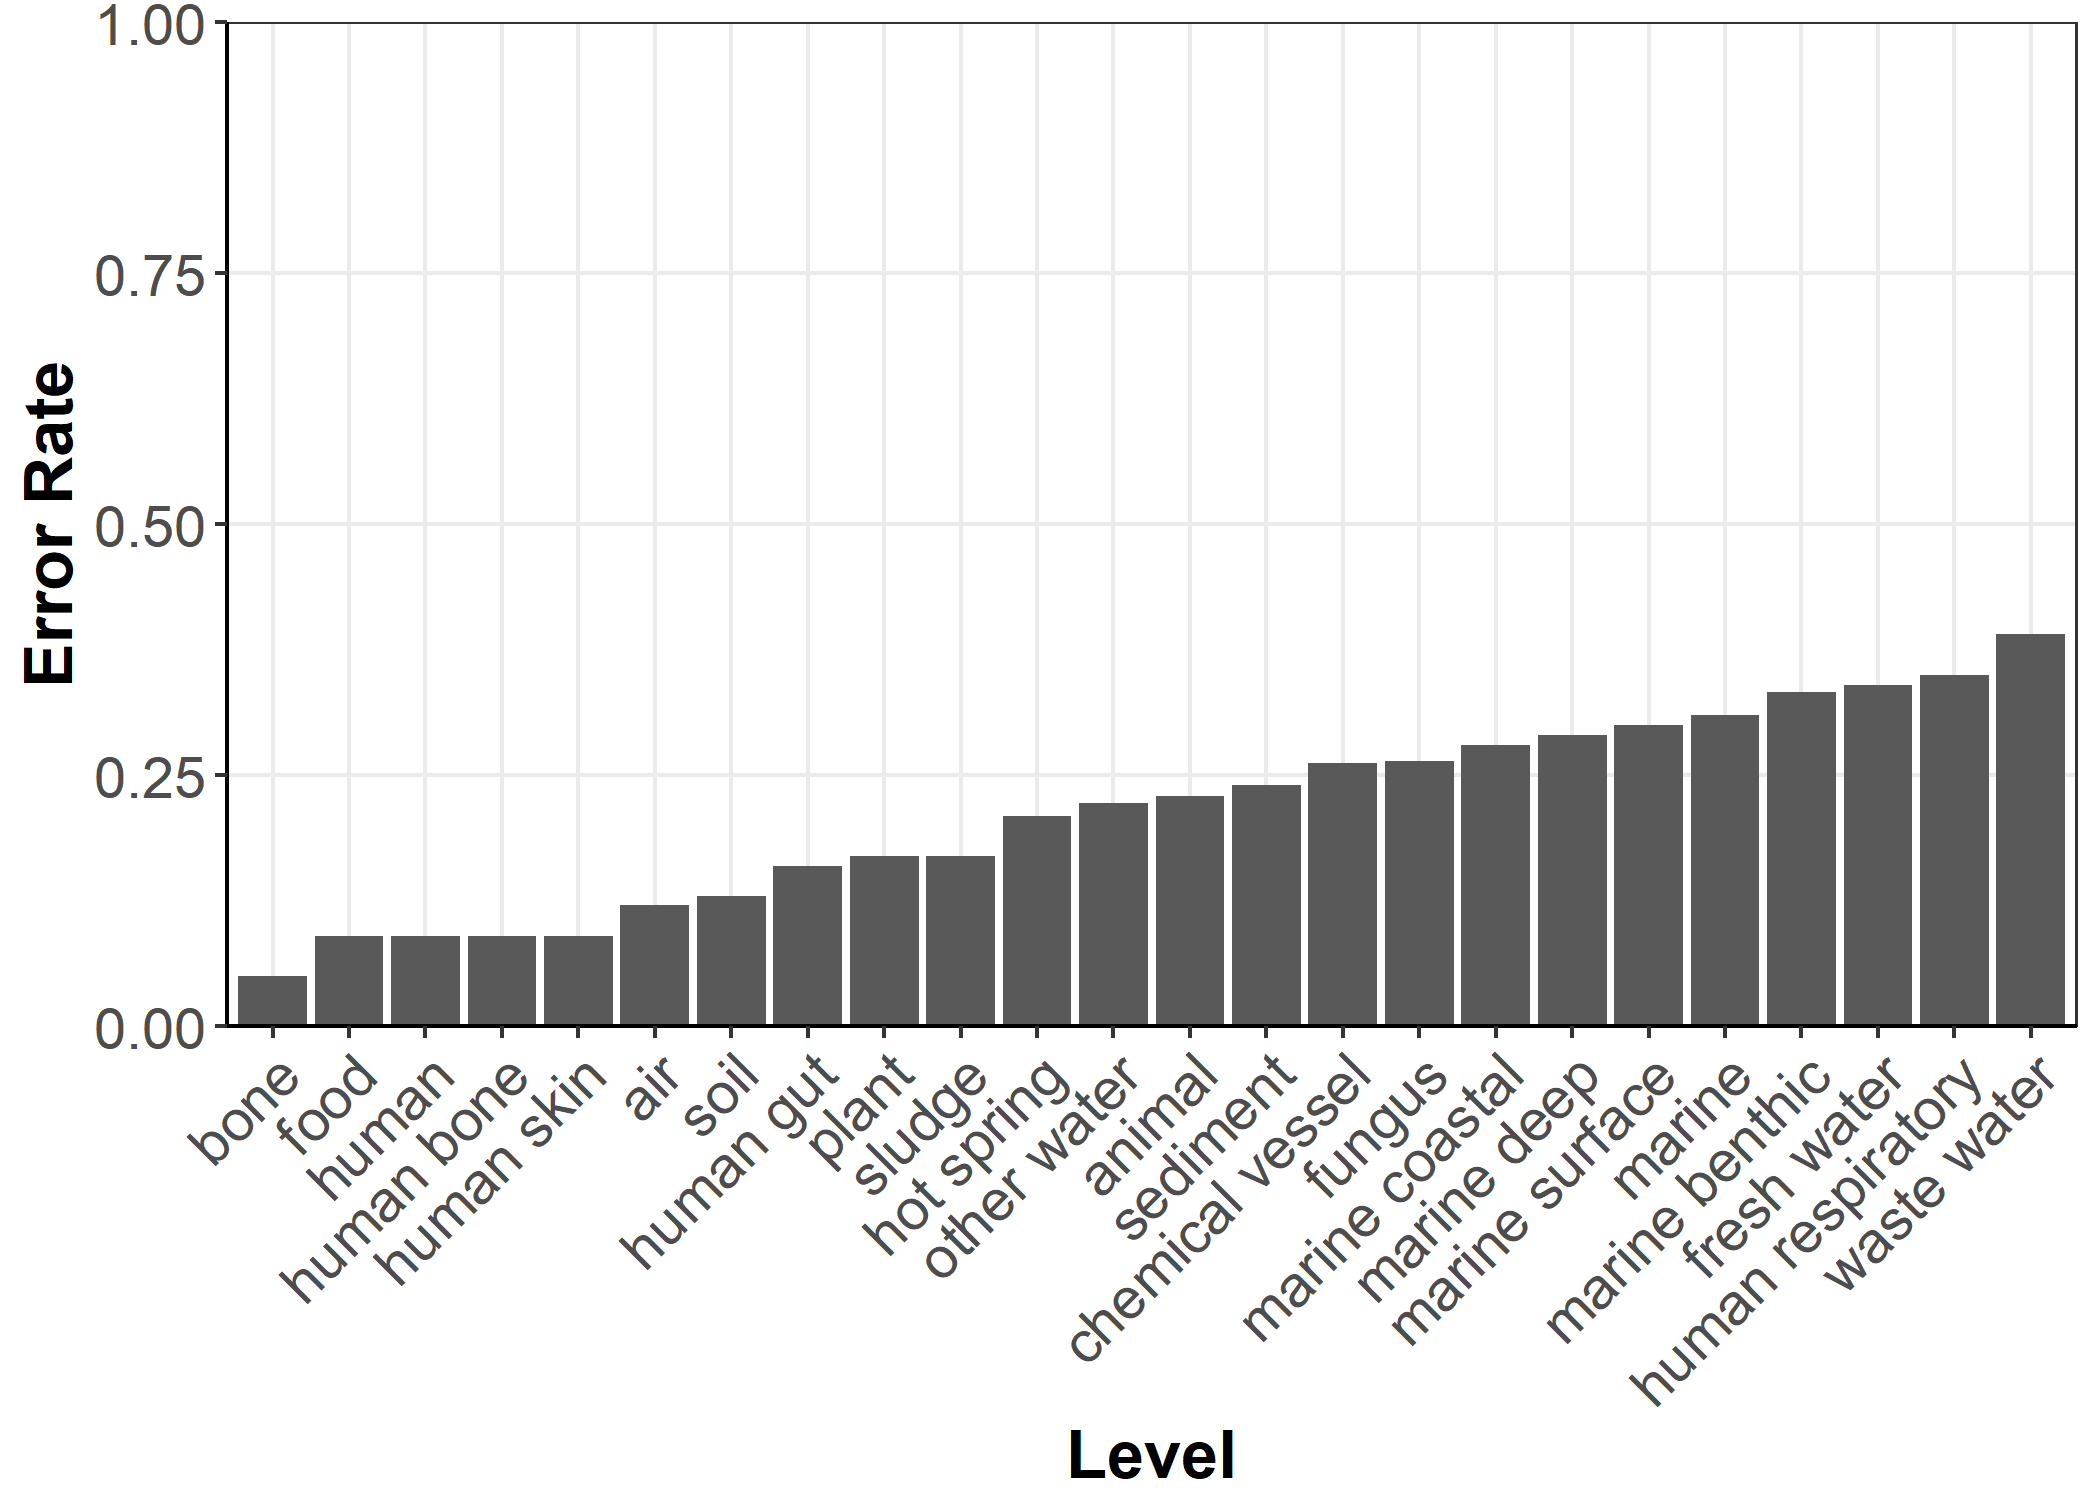 1.00
0.75
0.50
0.25
0.00
Error Rate
bone
food
human
human bone
human skin
air
soil
human gut
plant
sludge
hot spring
other water
animal
sediment
chemical vessel
fungus
marine coastal
marine deep
marine surface
marine
marine benthic
fresh water
human respiratory
waste water
Level